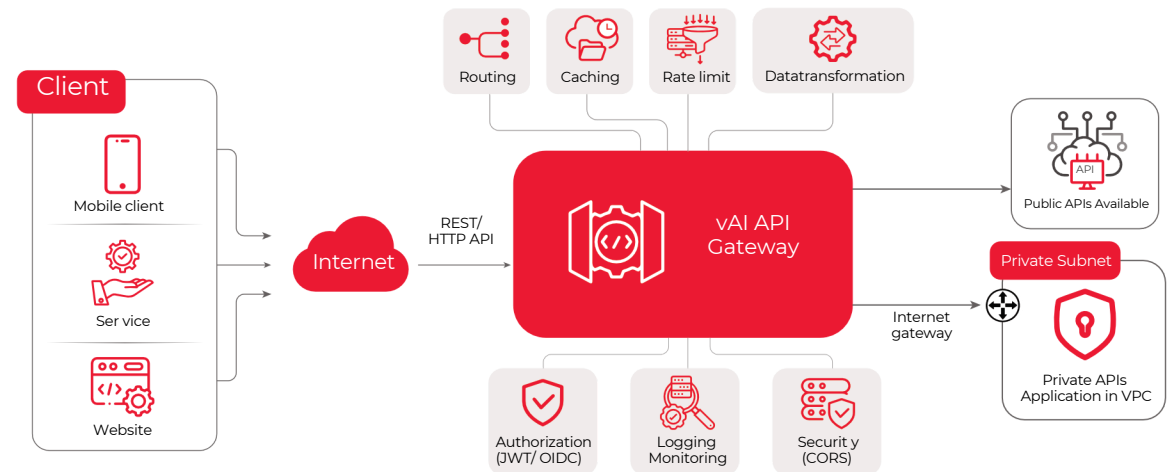 Routing
Caching
Rate limit
Datatransformation
Client
Mobile client
Ser vice
Website
Internet
REST/
HTTP API
</>
vAI API
Gateway
API
Public APIs Available
Private Subnet
Internet
gateway
Private APIs
Application in VPC
</>
Authorization
(JWT/ OIDC)
Logging
Monitoring
Securit y
(CORS)